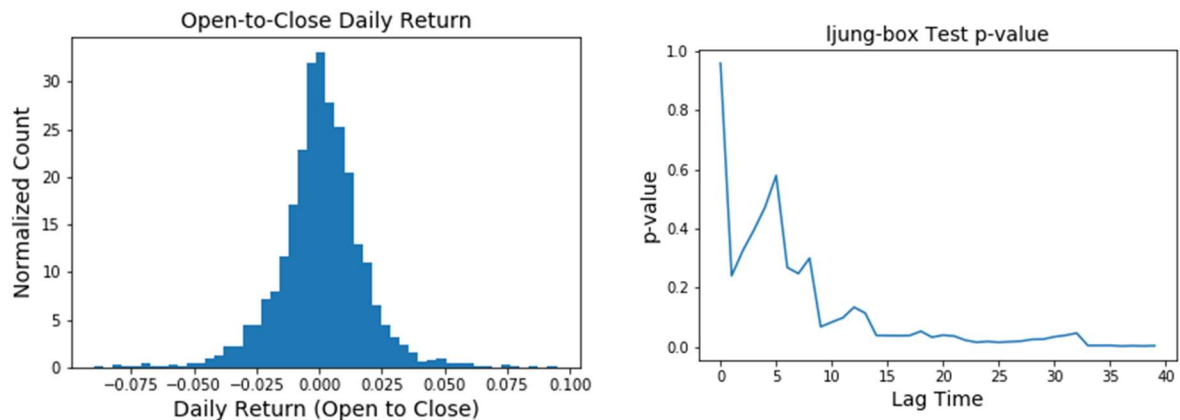 Open-to-Close Daily Return
Normalized Count
30
25
20
15
10
5
0
−0.075 −0.050 −0.025 0.000 0.025 0.050 0.075 0.100
Daily Return (Open to Close)
ljung-box Test p-value
p-value
1.0
0.8
0.6
0.4
0.2
0.0
0 5 10 15 20 25 30 35 40
Lag Time